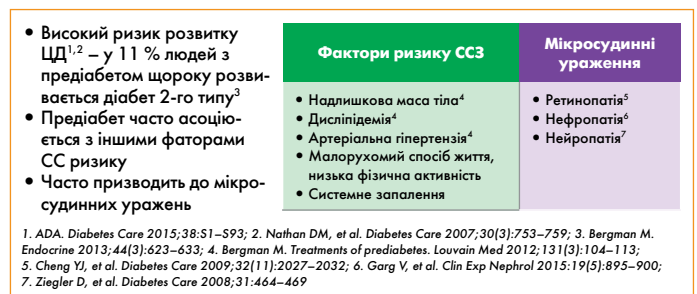 • Високий ризик розвитку
ЦД1,2 – у 11 % людей з
предіабетом щороку розви-
вається діабет 2-го типу3
• Предіабет часто асоцію-
ється з іншими фаторами
СС ризику
• Часто призводить до мікро-
судинних уражень
Фактори ризику ССЗ
• Надлишкова маса тіла4
• Дисліпідемія4
• Артеріальна гіпертензія4
• Малорухомий спосіб життя,
низька фізична активність
• Системне запалення
Мікросудинні
ураження
• Ретинопатія5
• Нефропатія6
• Нейропатія7
1. ADA. Diabetes Care 2015;38:S1–S93; 2. Nathan DM, et al. Diabetes Care 2007;30(3):753–759; 3. Bergman M.
Endocrine 2013;44(3):623–633; 4. Bergman M. Treatments of prediabetes. Louvain Med 2012;131(3):104–113;
5. Cheng YJ, et al. Diabetes Care 2009;32(11):2027–2032; 6. Garg V, et al. Clin Exp Nephrol 2015:19(5):895–900;
7. Ziegler D, et al. Diabetes Care 2008;31:464–469